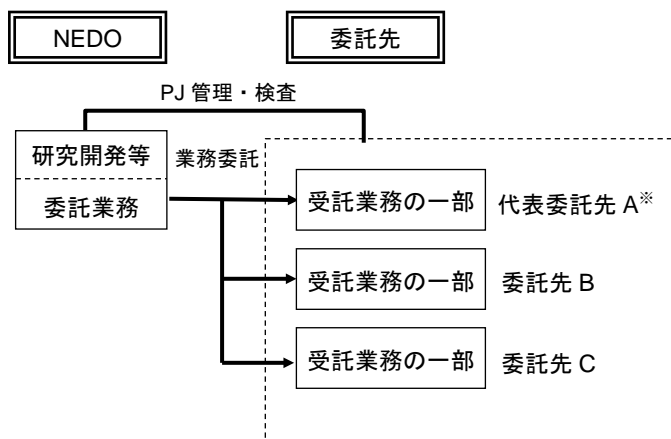 NEDO
委託先
PJ 管理・検査
研究開発等
業務委託
委託業務
受託業務の一部
代表委託先 A※
受託業務の一部
委託先 B
受託業務の一部
委託先 C